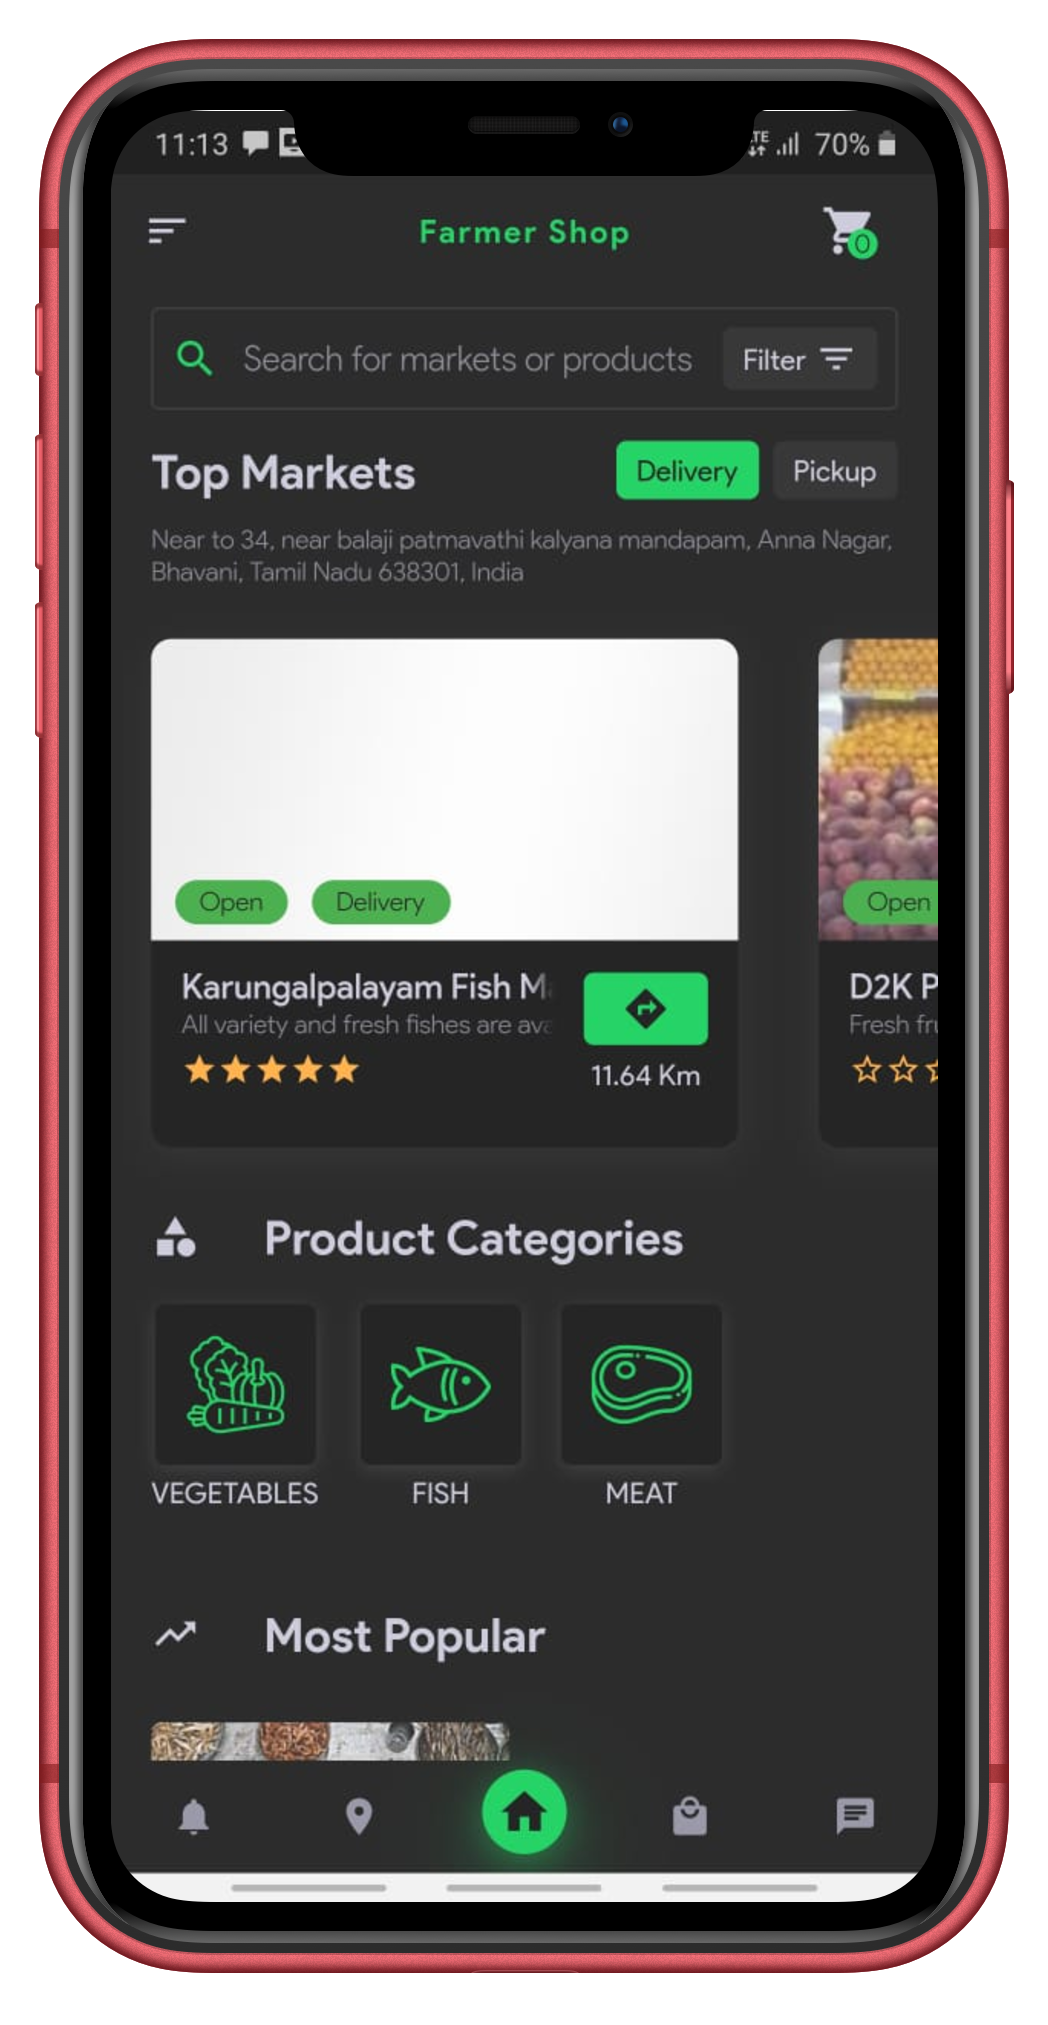 11:13
LTE 70%
Farmer Shop
0
Search for markets or products
Filter
Top Markets
Delivery
Pickup
Near to 34, near balaji patmavathi kalyana mandapam, Anna Nagar,
Bhavani, Tamil Nadu 638301, India
Open
Delivery
Open
Karungalpalayam Fish
All variety and fresh fishes are
11.64 Km
D2K P
Fresh
Product Categories
VEGETABLES
FISH
MEAT
Most Popular